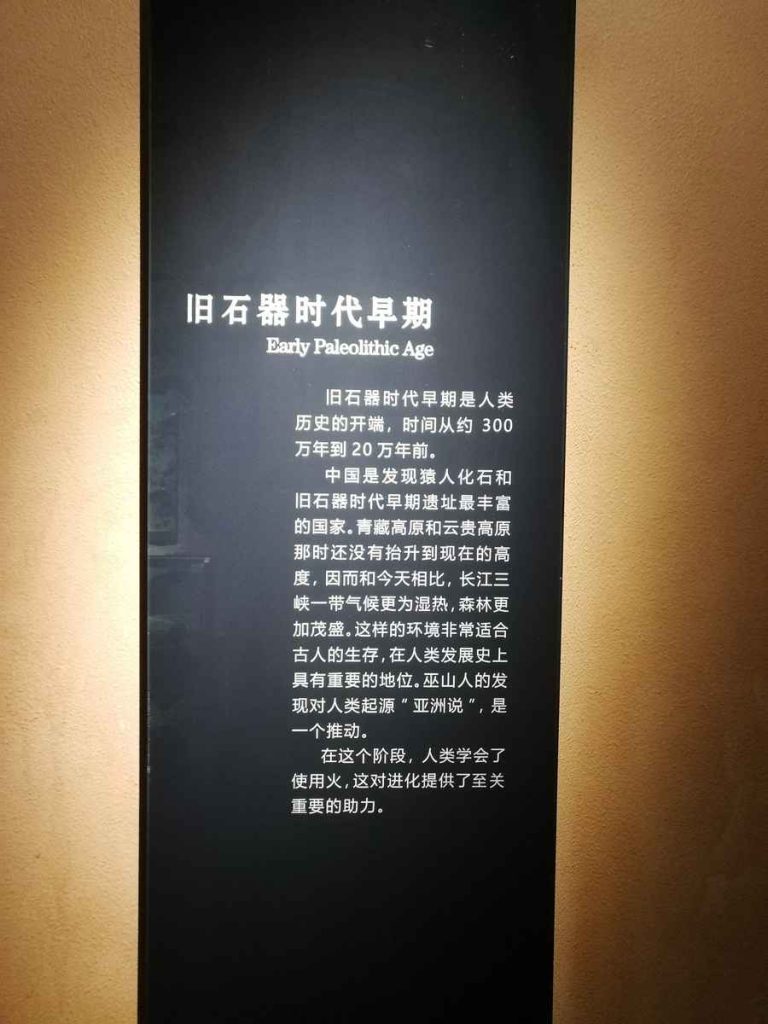 旧石器时代早期
Early Paleolithic Age
旧石器时代早期是人类
历史的开端，时间从约 300
万年到 20 万年前。
中国是发现猿人化石和
旧石器时代早期遗址最丰富
的国家。青藏高原和云贵高原
那时还没有抬升到现在的高
度，因而和今天相比，长江三
峡一带气候更为湿热，森林更
加茂盛。这样的环境非常适合
古人的生存，在人类发展史上
具有重要的地位。巫山人的发
现对人类起源“亚洲说”，是
一个推动。
在这个阶段，人类学会了
使用火，这对进化提供了至关
重要的助力。